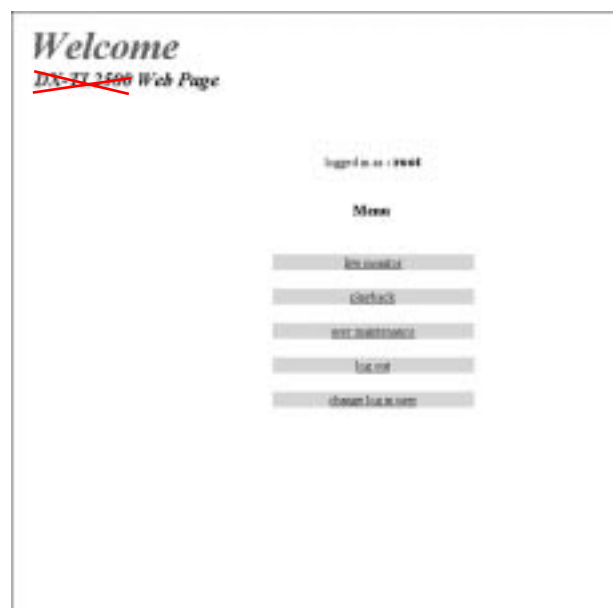 Welcome
DX-TL2500 Web Page
logged in as : root
Menu
live monitor
playback
user maintenance
log out
change log in user